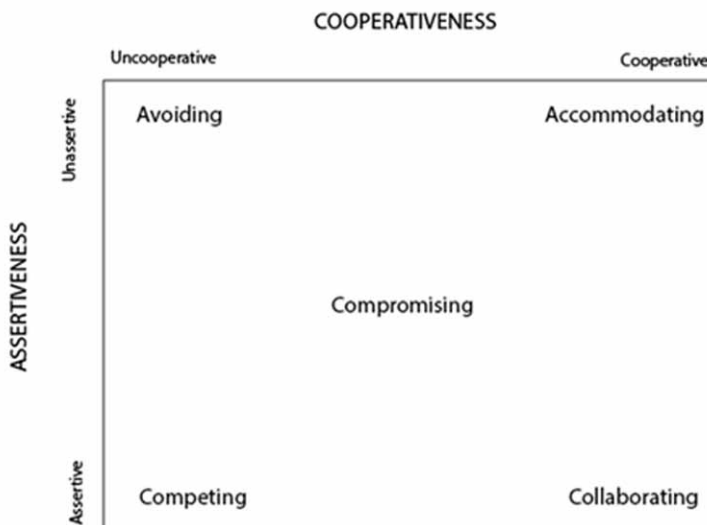 COOPERATIVENESS
Uncooperative
Cooperative
Unassertive
Avoiding
Accommodating
ASSERTIVENESS
Compromising
Assertive
Competing
Collaborating